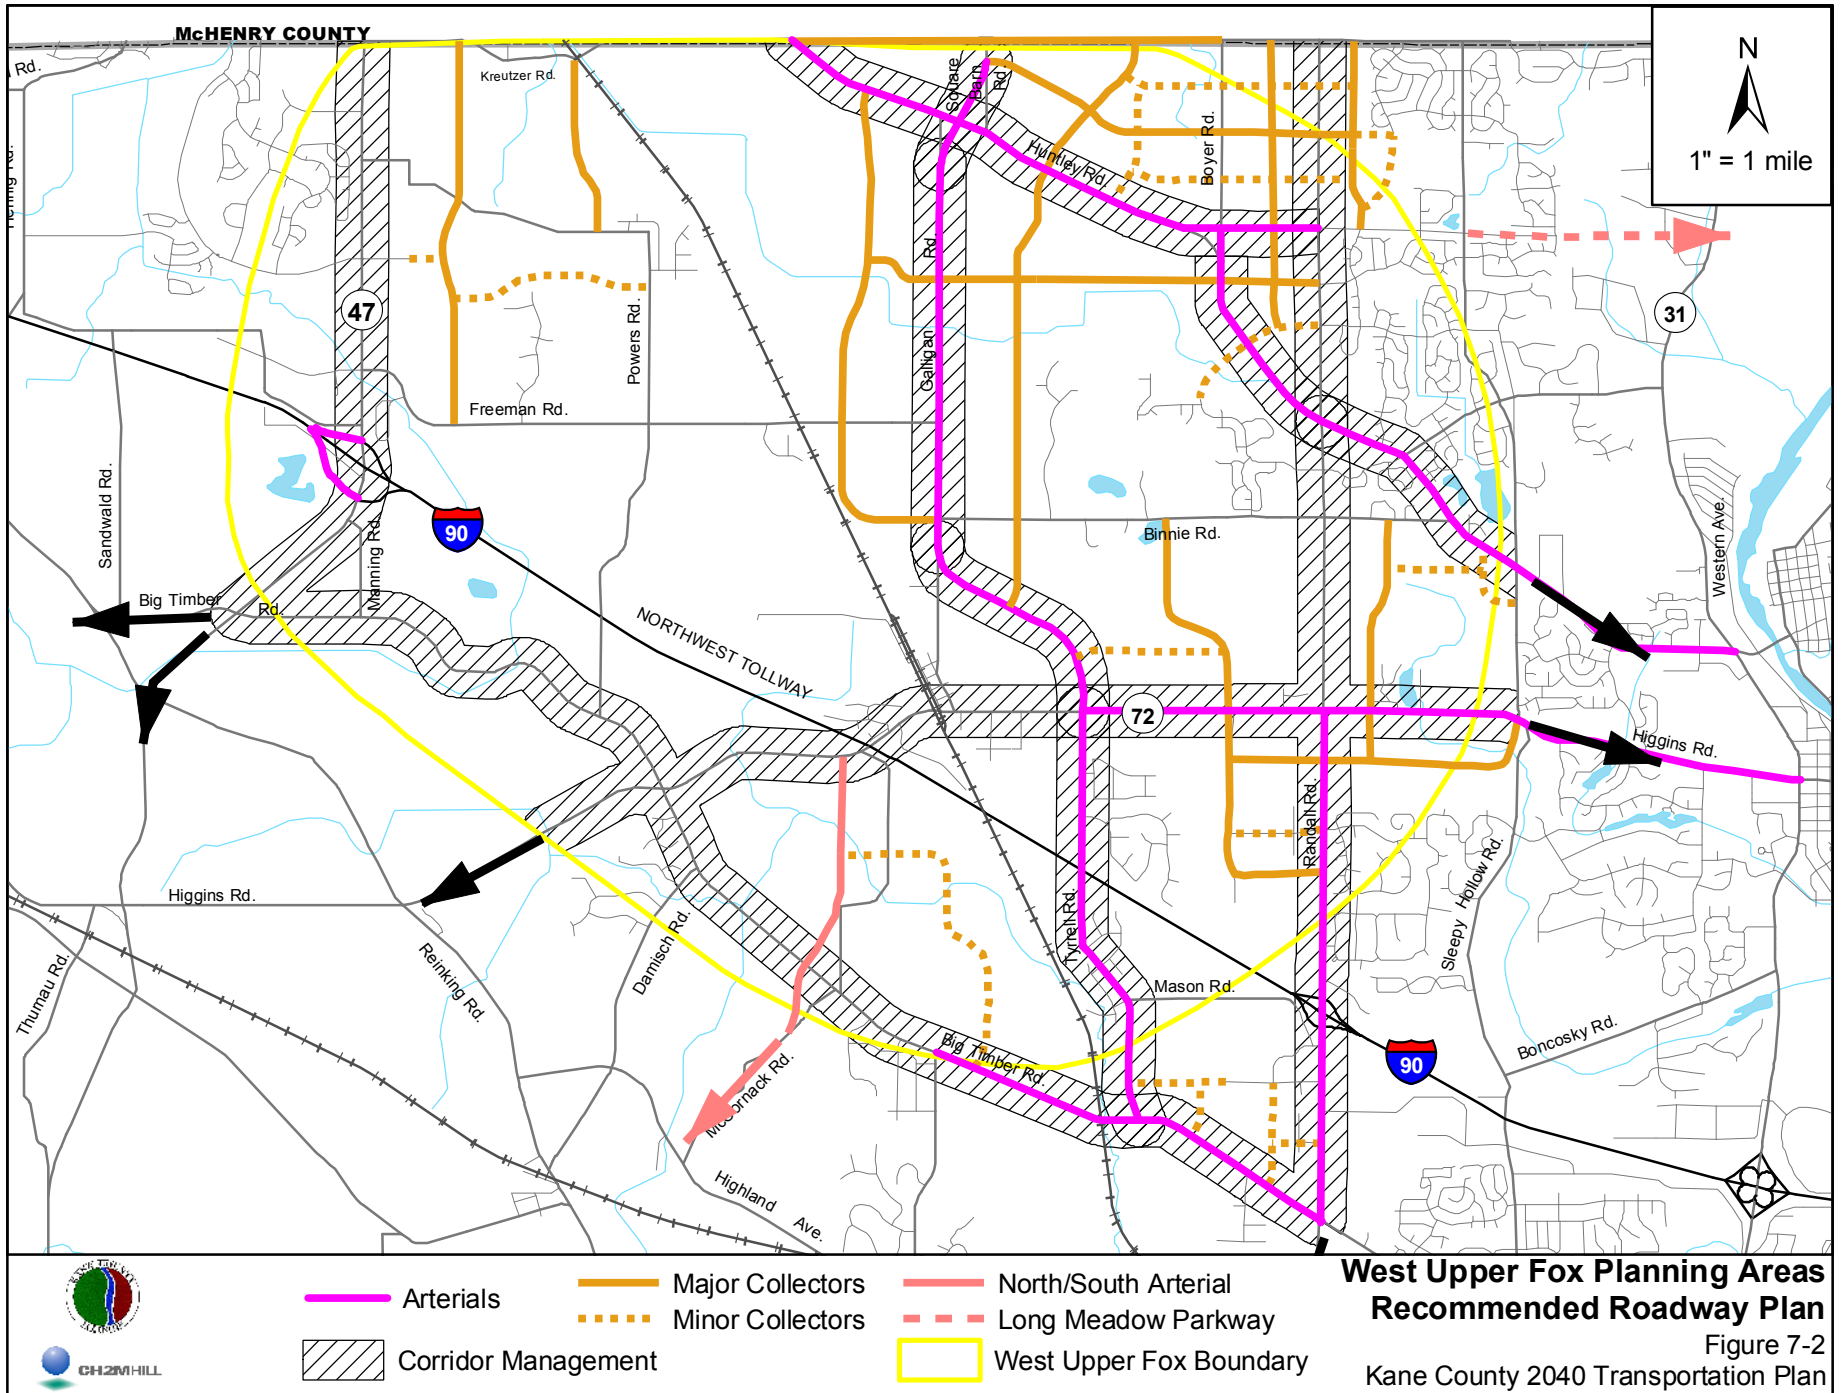 McHENRY COUNTY
Rd.
Kreutzer Rd.
Square
Barn
Rd.
N
1" = 1 mile
Huntley Rd.
Boyer Rd.
Rd.
47
31
Galligan
Powers Rd.
Freeman Rd.
Sandwald Rd.
Manning Rd.
90
Binnie Rd.
Western Ave.
Big Timber
Rd.
NORTHWEST TOLLWAY
72
Higgins Rd.
Randall Rd.
Higgins Rd.
Sleepy Hollow Rd.
Tyrrell Rd.
Damisch Rd.
Reinking Rd.
Thurnau Rd.
Mason Rd.
Boncosky Rd.
90
Big Timber Rd.
McCornack Rd.
Highland Ave.
Arterials
Corridor Management
Major Collectors
Minor Collectors
North/South Arterial
Long Meadow Parkway
West Upper Fox Boundary
West Upper Fox Planning Areas
Recommended Roadway Plan
Figure 7-2
Kane County 2040 Transportation Plan
CH2MHILL